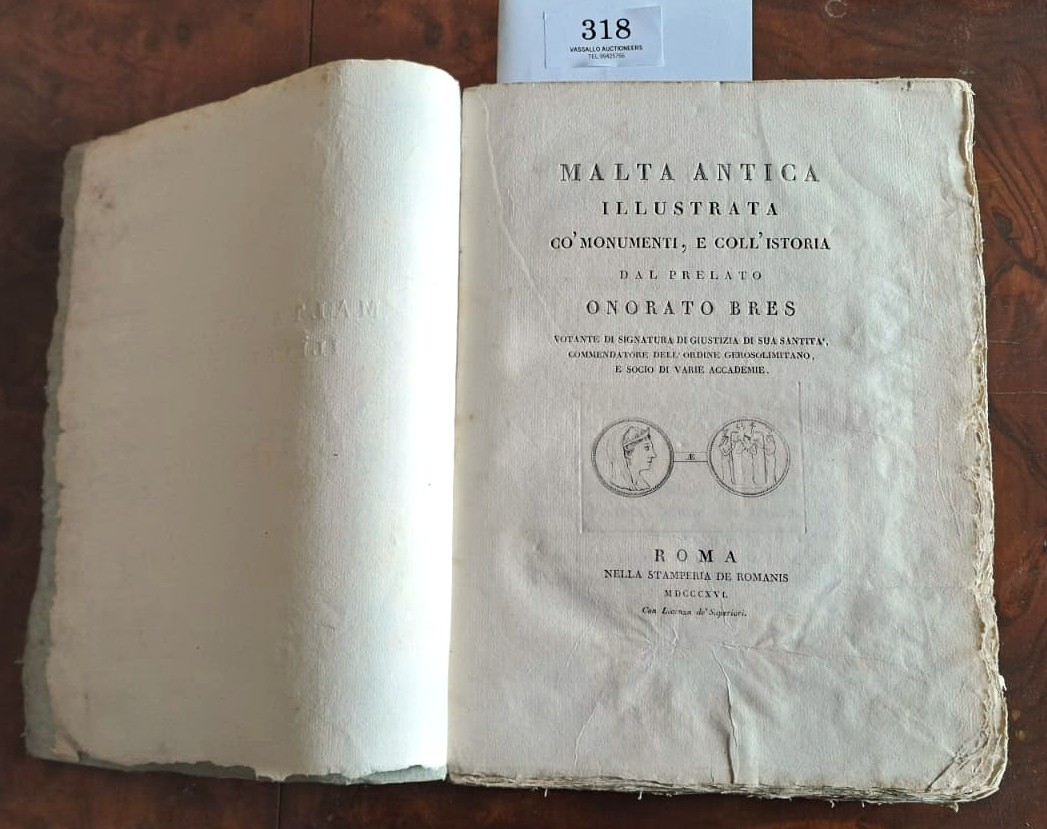 318
VASSALLO AUCTIONEERS
TEL:99425766
MALTA ANTICA
ILLUSTRATA
CO' MONUMENTI, E COLL' ISTORIA
DAL PRELATO
ONORATO BRES
VOTANTE DI SIGNATURA DI GIUSTIZIA DI SUA SANTITA',
COMMENDATORE DELL' ORDINE GEROSOLIMITANO,
E SOCIO DI VARIE ACCADEMIE.
Æ
ROMA
NELLA STAMPERIA DE ROMANIS
MDCCCXVI.
Con Licenza de' Superiori.